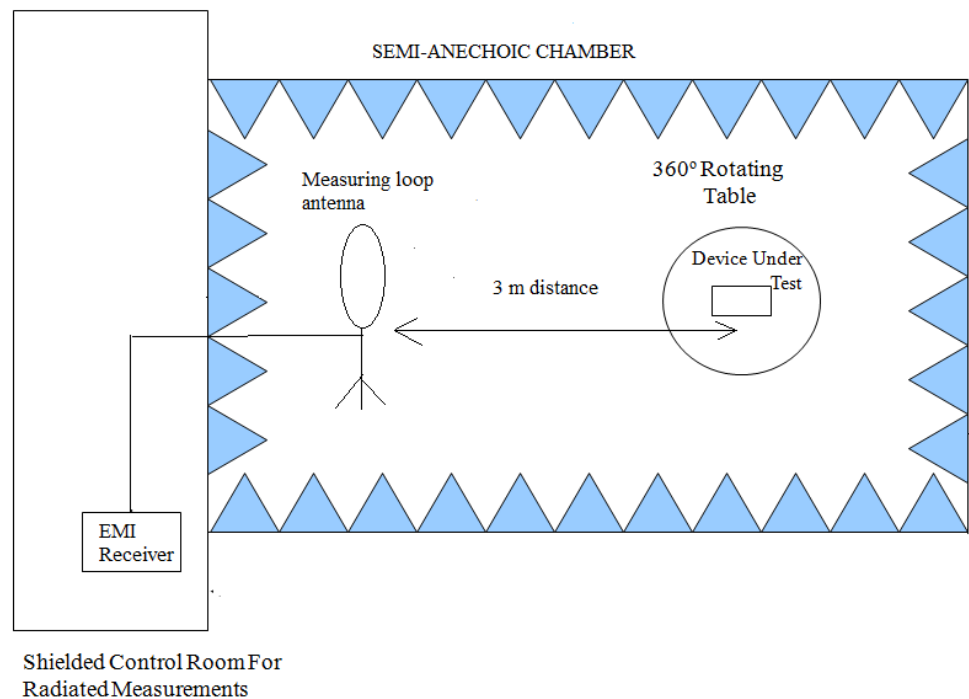 SEMI-ANECHOIC CHAMBER
Measuring loop
antenna
360º Rotating
Table
Device Under
Test
3 m distance
EMI
Receiver
Shielded Control Room For
Radiated Measurements